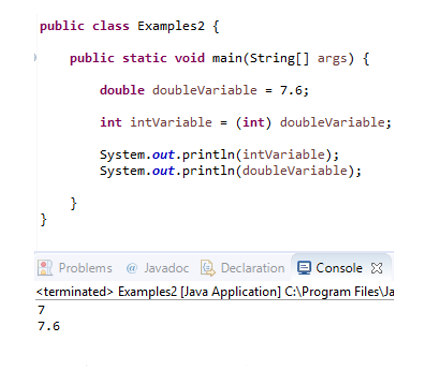 public class Examples2 {
public static void main(String[] args) {
double doubleVariable = 7.6;
int intVariable = (int) doubleVariable;
System.out.println(intVariable);
System.out.println(doubleVariable);
}
}
Problems @ Javadoc Declaration Console
<terminated> Examples2 [Java Application] C:\Program Files\Ja
7
7.6